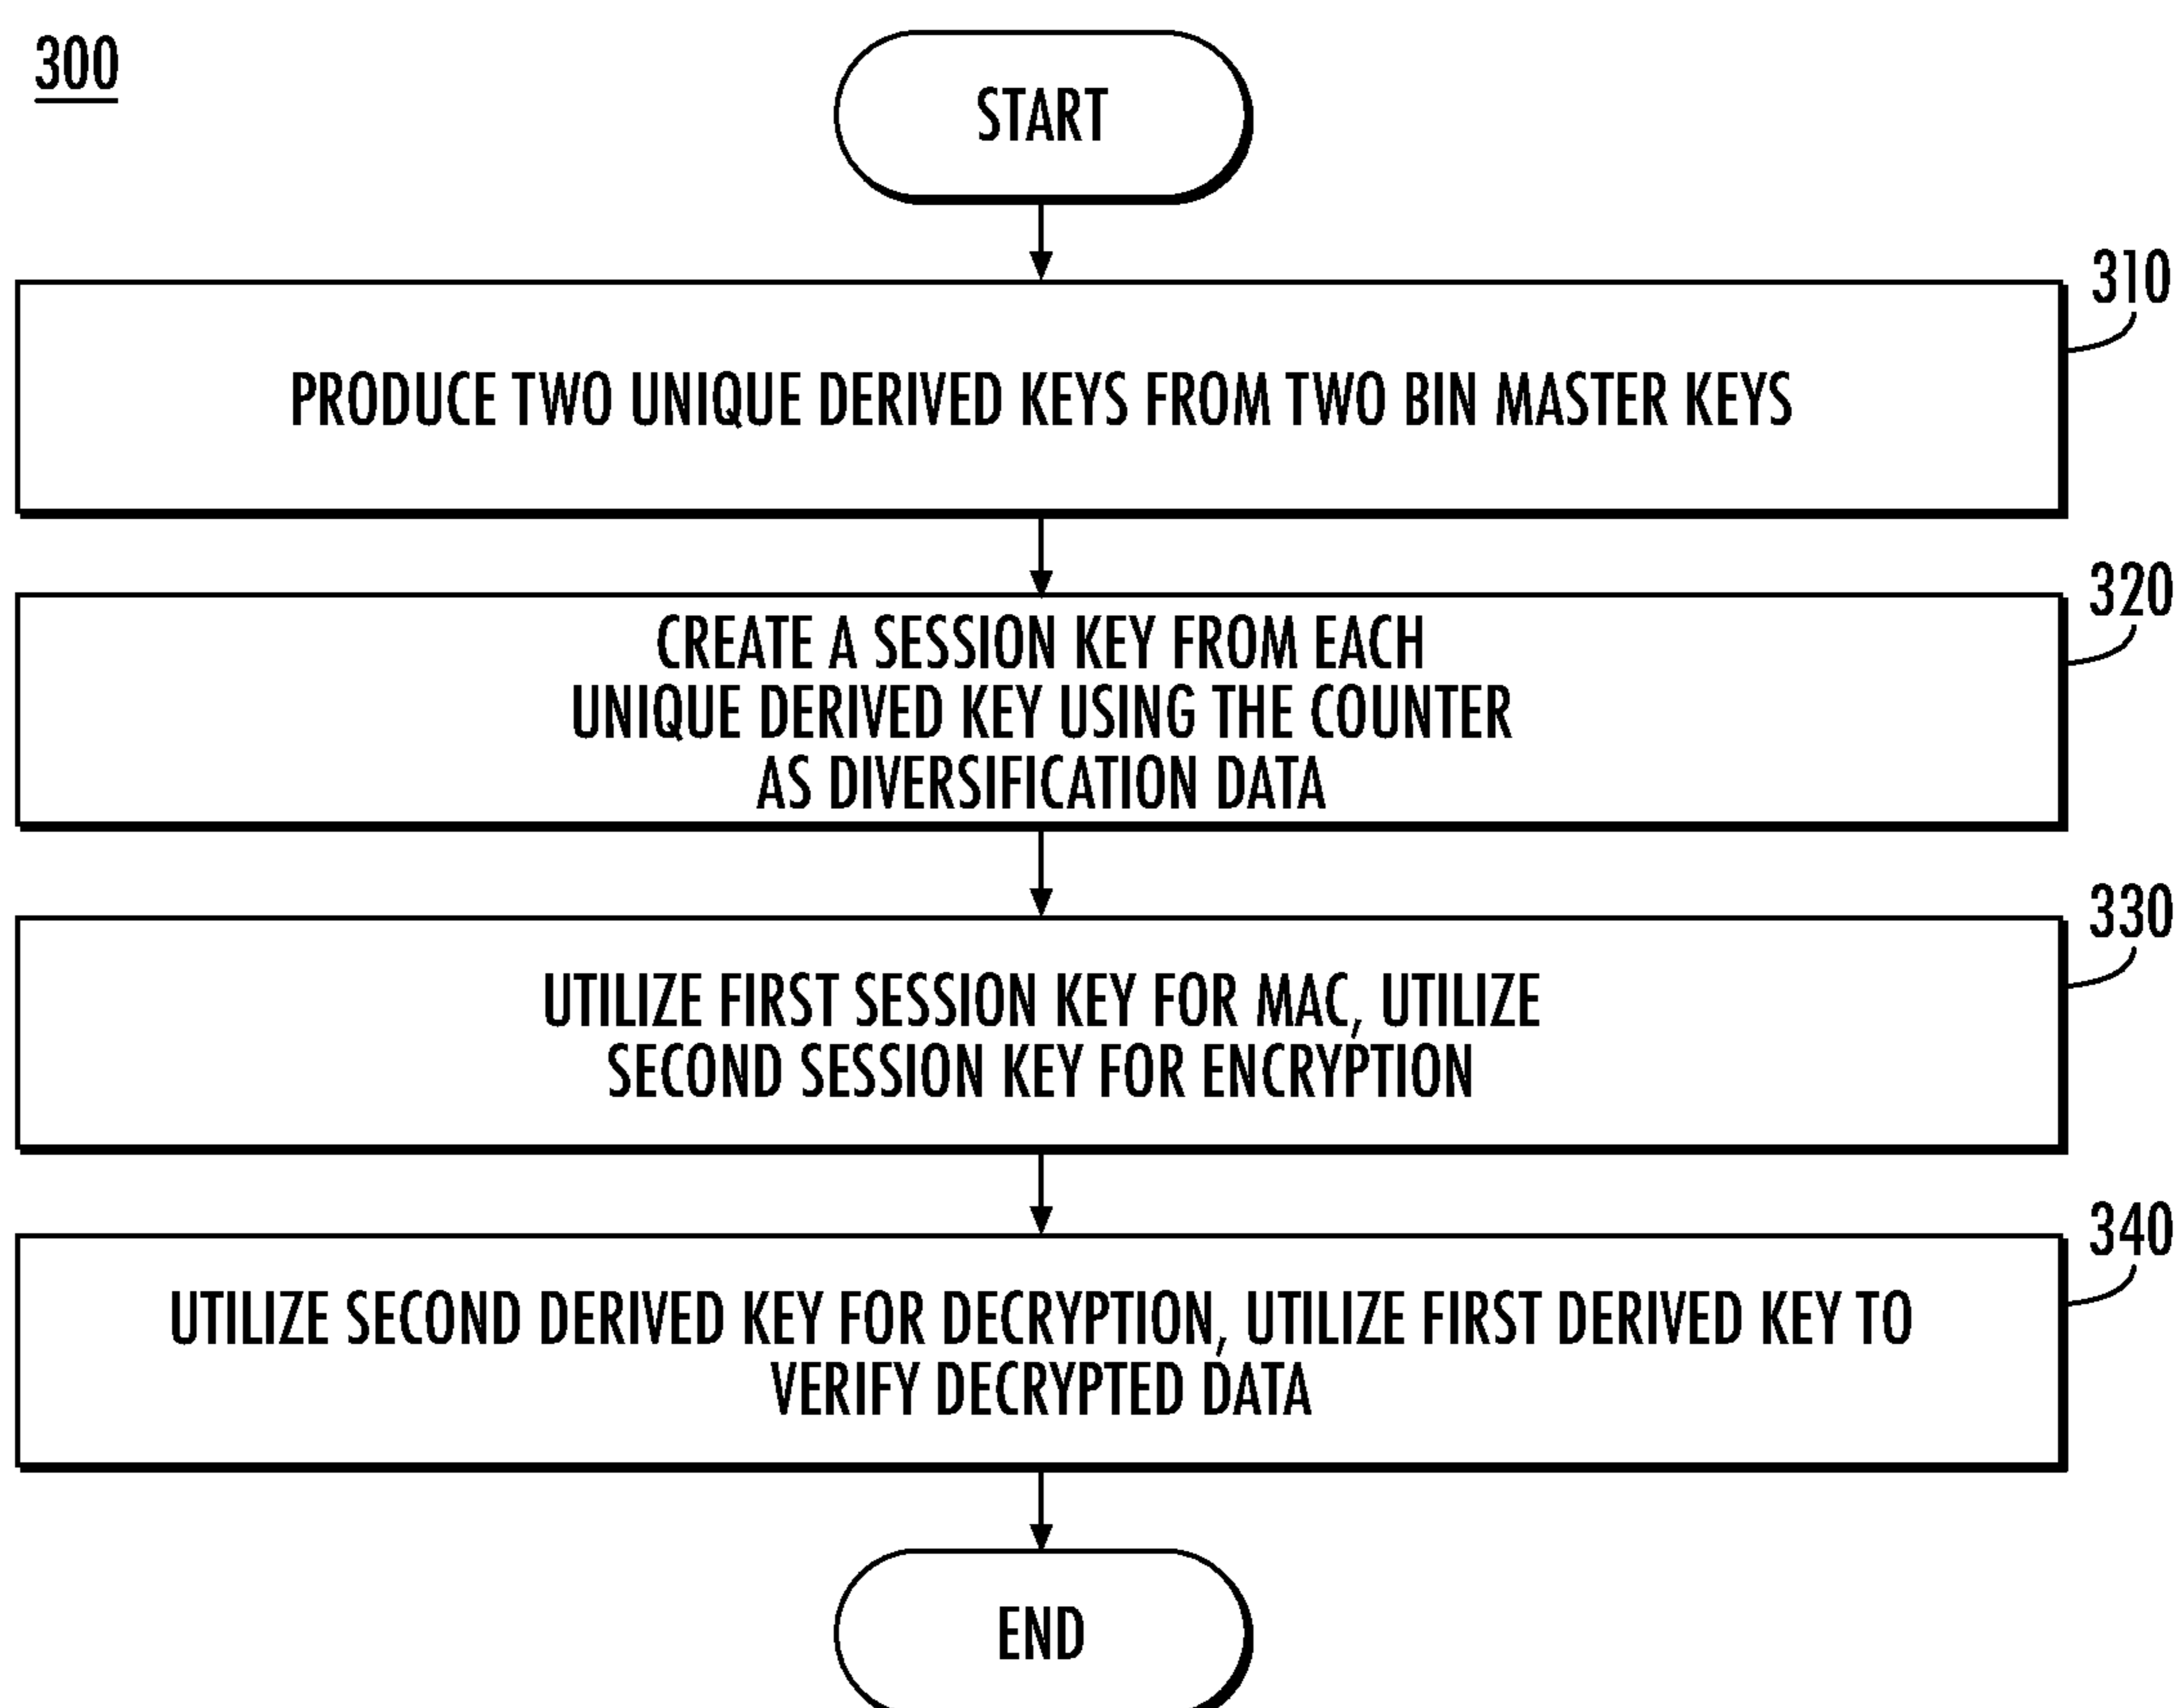 300
START
310
PRODUCE TWO UNIQUE DERIVED KEYS FROM TWO BIN MASTER KEYS
320
CREATE A SESSION KEY FROM EACH
UNIQUE DERIVED KEY USING THE COUNTER
AS DIVERSIFICATION DATA
330
UTILIZE FIRST SESSION KEY FOR MAC, UTILIZE
SECOND SESSION KEY FOR ENCRYPTION
340
UTILIZE SECOND DERIVED KEY FOR DECRYPTION, UTILIZE FIRST DERIVED KEY TO
VERIFY DECRYPTED DATA
END